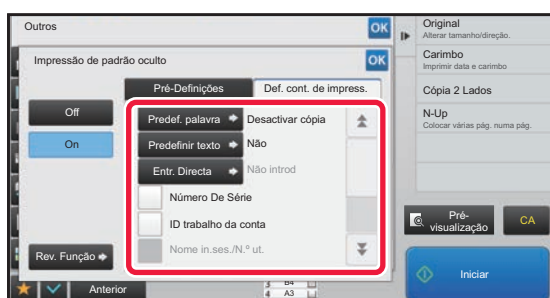 Outros
OK
Impressão de padrão oculto
OK
Pré-Definições
Def. cont. de impress.
Off
On
Predef. palavra
Desactivar cópia
Predefinir texto
Não
Entr. Directa
Não introd
Número De Série
ID trabalho da conta
Nome in.ses./N.º ut.
Rev. Função
Anterior
3 B4
4 A3
Original
Alterar tamanho/direção.
Carimbo
Imprimir data e carimbo
Cópia 2 Lados
N-Up
Colocar várias pág. numa pág.
Pré-
visualização
CA
Iniciar